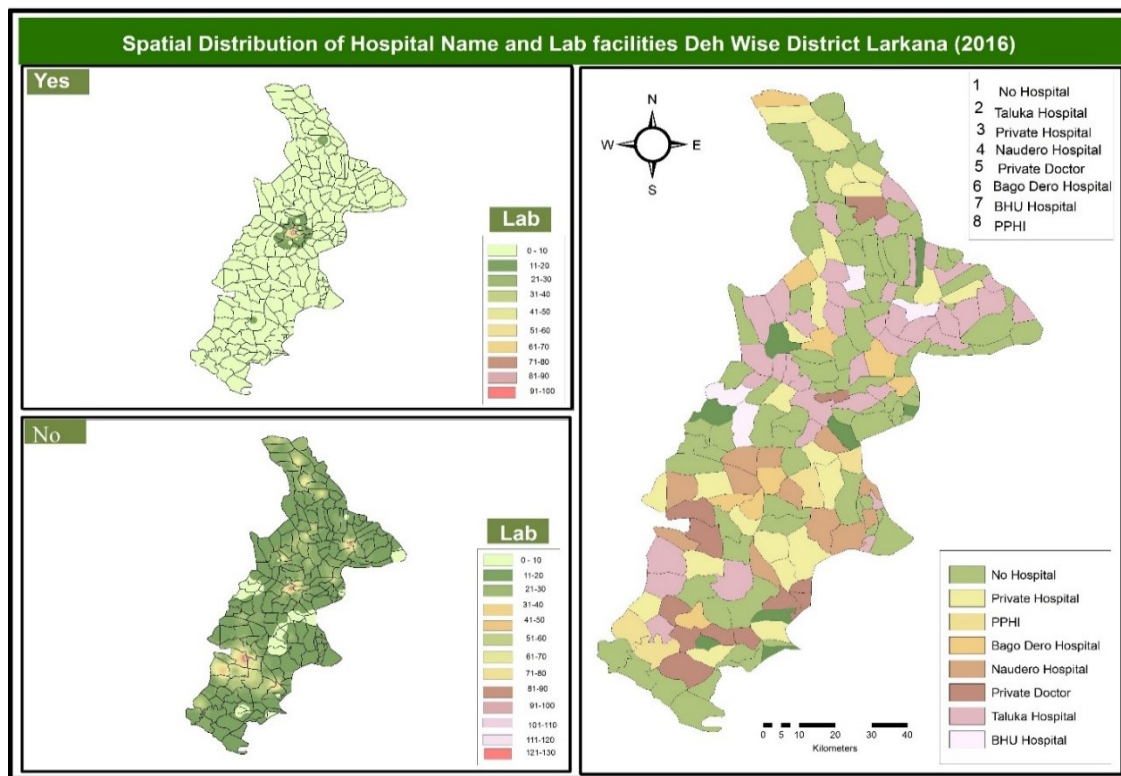 Spatial Distribution of Hospital Name and Lab facilities Deh Wise District Larkana (2016)
Yes
Lab
0 - 10
11-20
21-30
31-40
41-50
51-60
61-70
71-80
81-90
91-100
No
Lab
0 - 10
11-20
21-30
31-40
41-50
51-60
61-70
71-80
81-90
91-100
101-110
111-120
121-130
N
W E
S
1 No Hospital
2 Taluka Hospital
3 Private Hospital
4 Naudero Hospital
5 Private Doctor
6 Bago Dero Hospital
7 BHU Hospital
8 PPHI
No Hospital
Private Hospital
PPHI
Bago Dero Hospital
Naudero Hospital
Private Doctor
Taluka Hospital
BHU Hospital
0 5 10 20 30 40
Kilometers